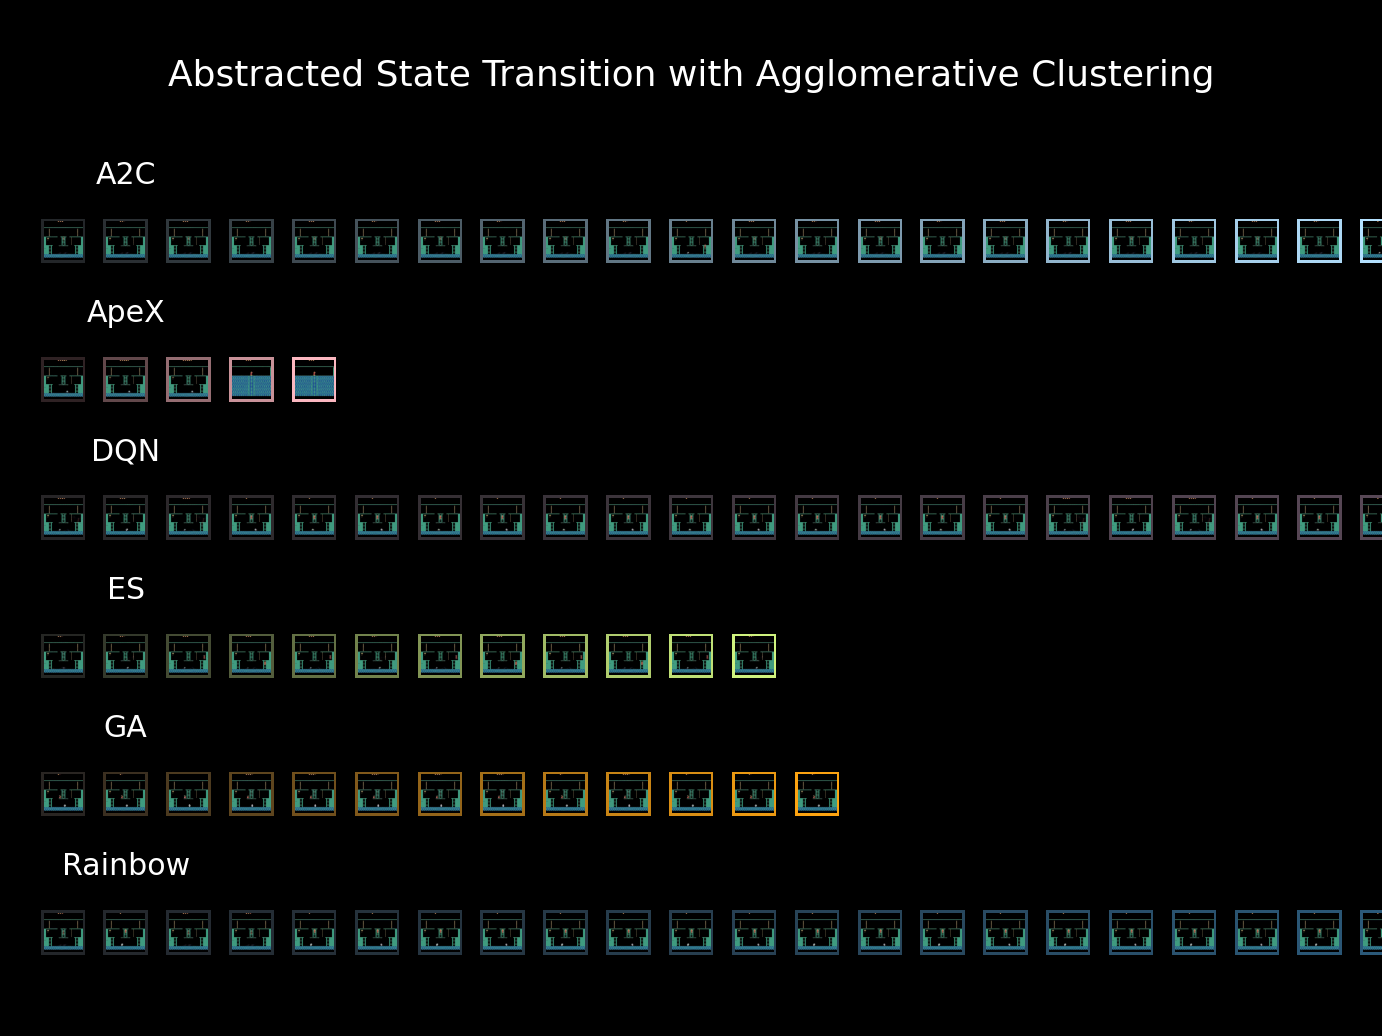 Abstracted State Transition with Agglomerative Clustering
A2C
ApeX
DQN
ES
GA
Rainbow